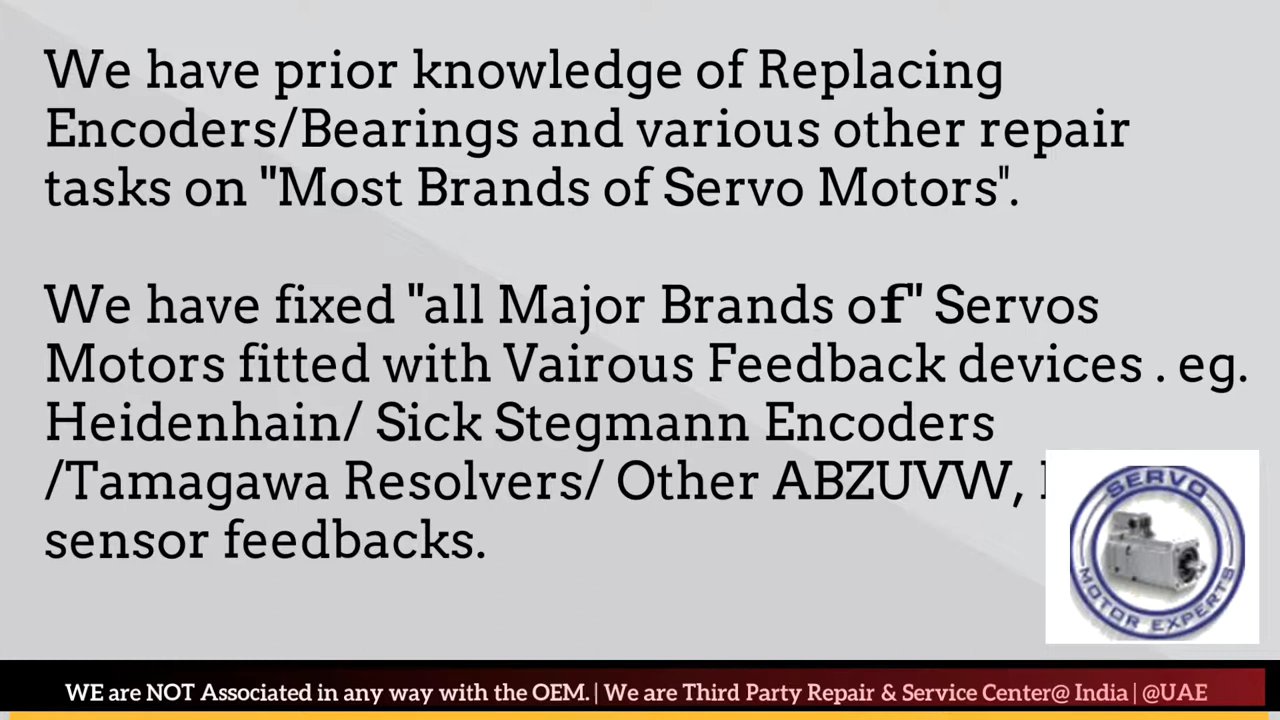 We have prior knowledge of Replacing
Encoders/Bearings and various other repair
tasks on "Most Brands of Servo Motors".
We have fixed "all Major Brands of" Servos
Motors fitted with Vairous Feedback devices . eg.
Heidenhain/ Sick Stegmann Encoders
/Tamagawa Resolvers/ Other ABZUVW,
sensor feedbacks.
SERVO
MOTOR EXPERTS
WE are NOT Associated in any way with the OEM. | We are Third Party Repair & Service Center@ India | @UAE